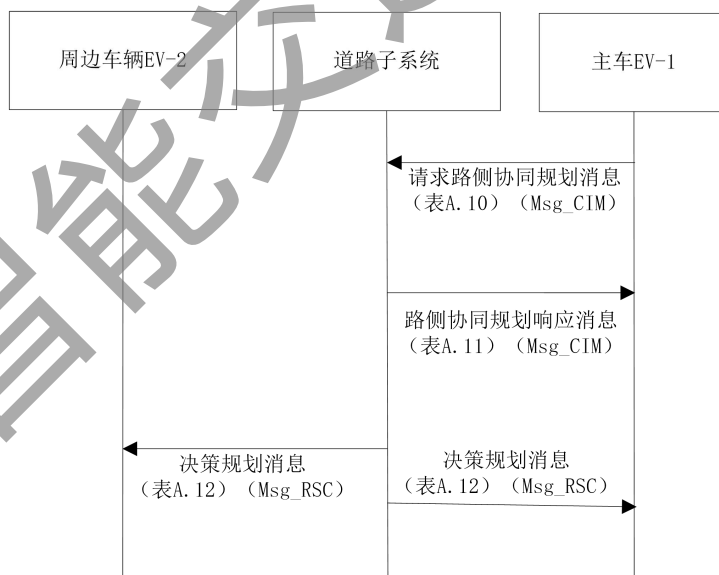 周边车辆EV-2
道路子系统
主车EV-1
请求路侧协同规划消息
（表A.10）（Msg_CIM）
路侧协同规划响应消息
（表A.11）（Msg_CIM）
决策规划消息
（表A.12）（Msg_RSC）
决策规划消息
（表A.12）（Msg_RSC）
智能交